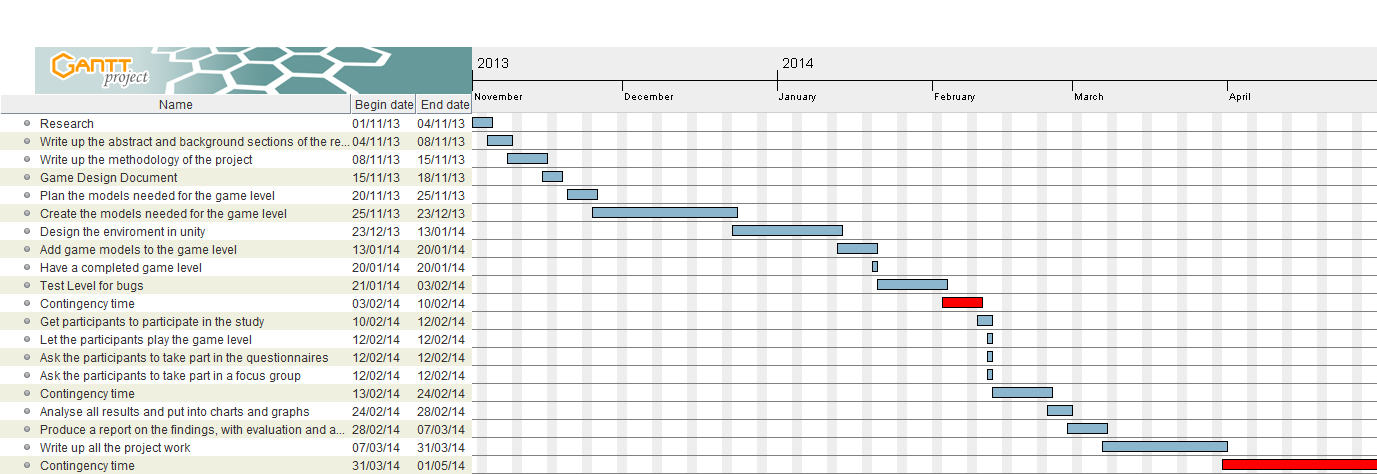 GANTT
project
2013 2014
November December January February March April
Name Begin date End date
Research 01/11/13 04/11/13
Write up the abstract and background sections of the re... 04/11/13 08/11/13
Write up the methodology of the project 08/11/13 15/11/13
Game Design Document 15/11/13 18/11/13
Plan the models needed for the game level 20/11/13 25/11/13
Create the models needed for the game level 25/11/13 23/12/13
Design the enviroment in unity 23/12/13 13/01/14
Add game models to the game level 13/01/14 20/01/14
Have a completed game level 20/01/14 20/01/14
Test Level for bugs 21/01/14 03/02/14
Contingency time 03/02/14 10/02/14
Get participants to participate in the study 10/02/14 12/02/14
Let the participants play the game level 12/02/14 12/02/14
Ask the participants to take part in the questionnaires 12/02/14 12/02/14
Ask the participants to take part in a focus group 12/02/14 12/02/14
Contingency time 13/02/14 24/02/14
Analyse all results and put into charts and graphs 24/02/14 28/02/14
Produce a report on the findings, with evaluation and a... 28/02/14 07/03/14
Write up all the project work 07/03/14 31/03/14
Contingency time 31/03/14 01/05/14